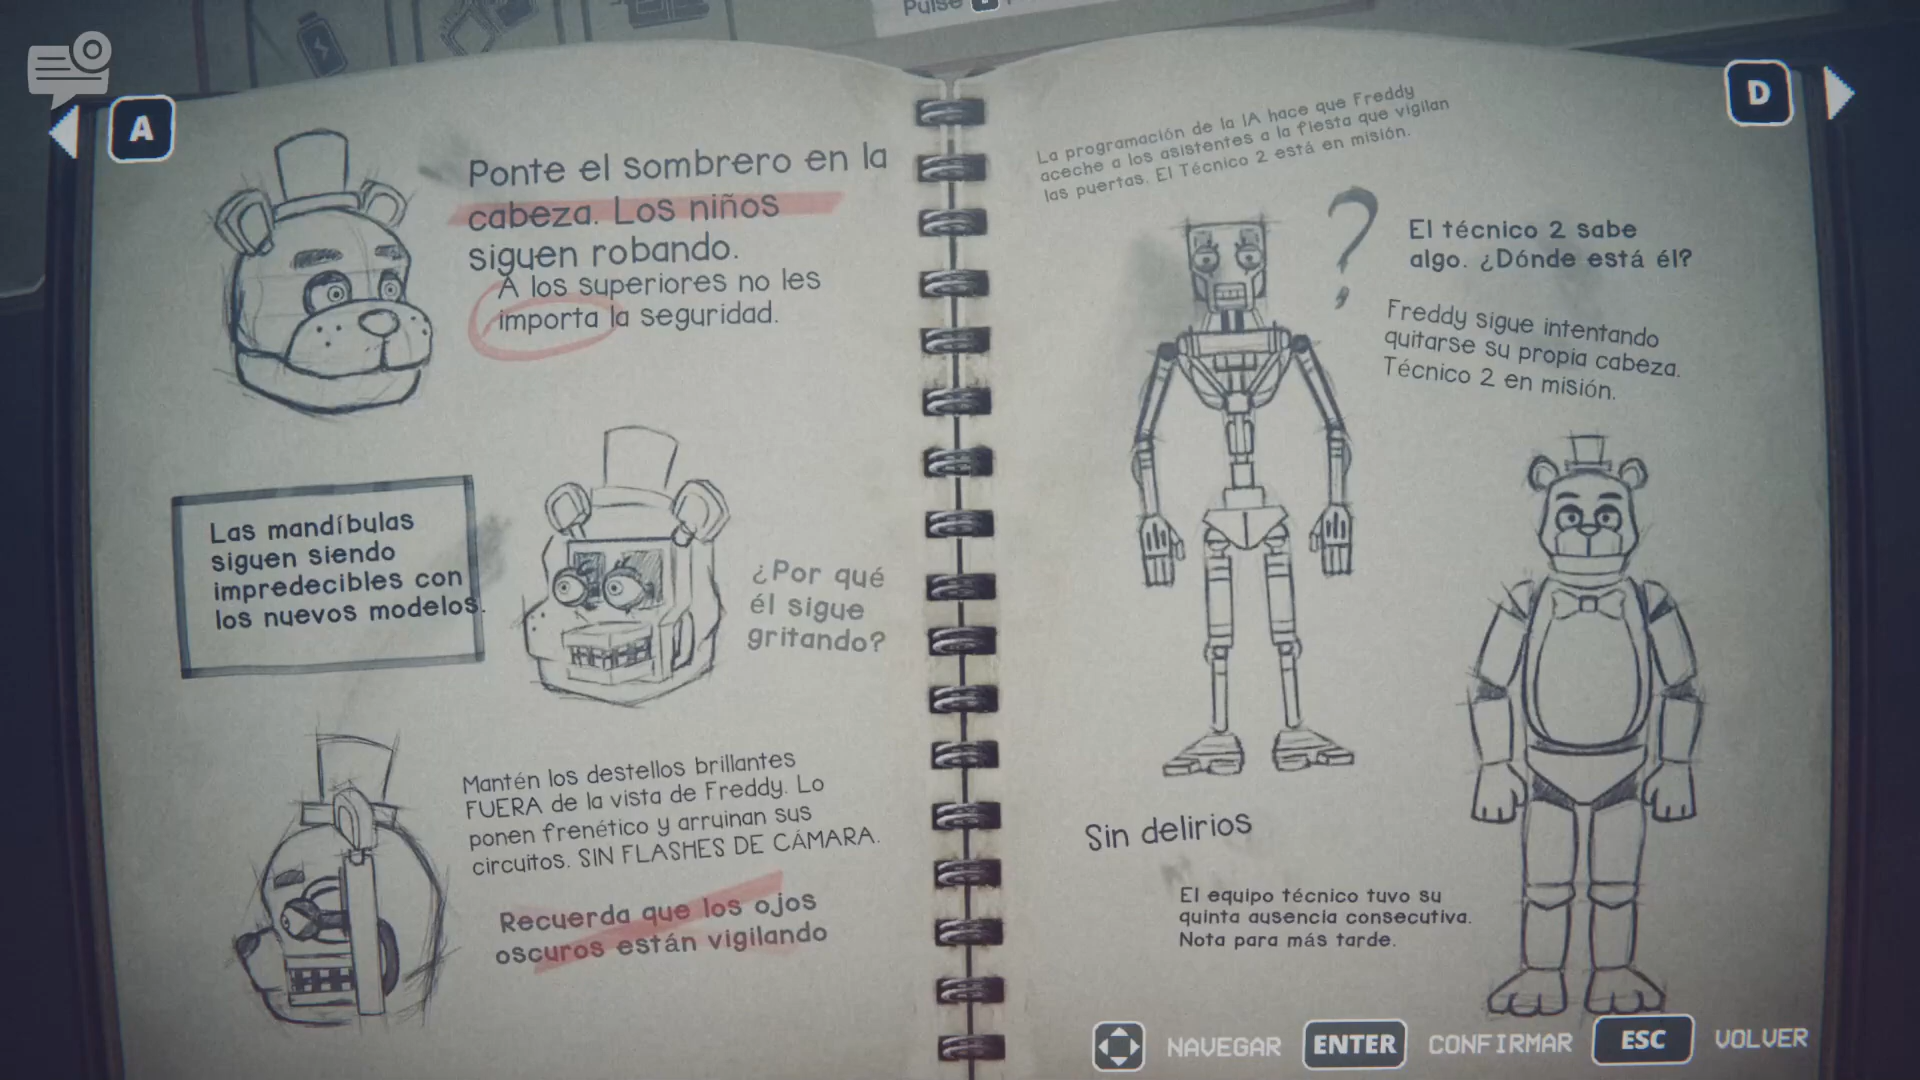 Pulse
A
D
Ponte el sombrero en la
cabeza. Los niños
siguen robando.
A los superiores no les
importa la seguridad.
Las mandíbulas
siguen siendo
impredecibles con
los nuevos modelos.
¿Por qué
él sigue
gritando?
Mantén los destellos brillantes
FUERA de la vista de Freddy. Lo
ponen frenético y arruinan sus
circuitos. SIN FLASHES DE CÁMARA.
Recuerda que los ojos
oscuros están vigilando
La programación de la IA hace que Freddy
aceche a los asistentes a la fiesta que vigilan
las puertas. El Técnico 2 está en misión.
?
El técnico 2 sabe
algo. ¿Dónde está él?
Freddy sigue intentando
quitarse su propia cabeza.
Técnico 2 en misión.
Sin delirios
El equipo técnico tuvo su
quinta ausencia consecutiva.
Nota para más tarde.
NAVEGAR ENTER CONFIRMAR ESC VOLVER